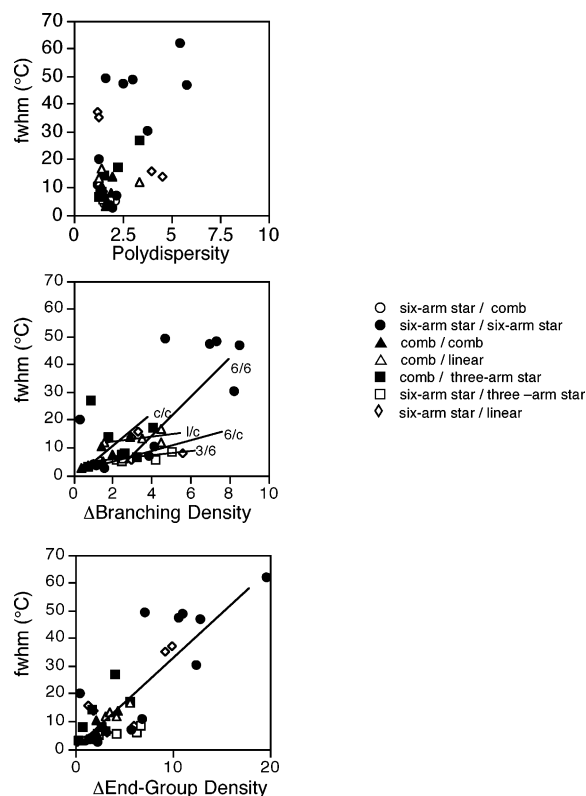 70
60
50
40
30
20
10
0
fwhm (°C)
0 2.5 5 7.5 10
Polydispersity
70
60
50
40
30
20
10
0
fwhm (°C)
6/6
c/c
l/c
6/c
3/6
0 2 4 6 8 10
ΔBranching Density
six-arm star / comb
six-arm star / six-arm star
comb / comb
comb / linear
comb / three-arm star
six-arm star / three –arm star
six-arm star / linear
70
60
50
40
30
20
10
0
fwhm (°C)
0 10 20
ΔEnd-Group Density